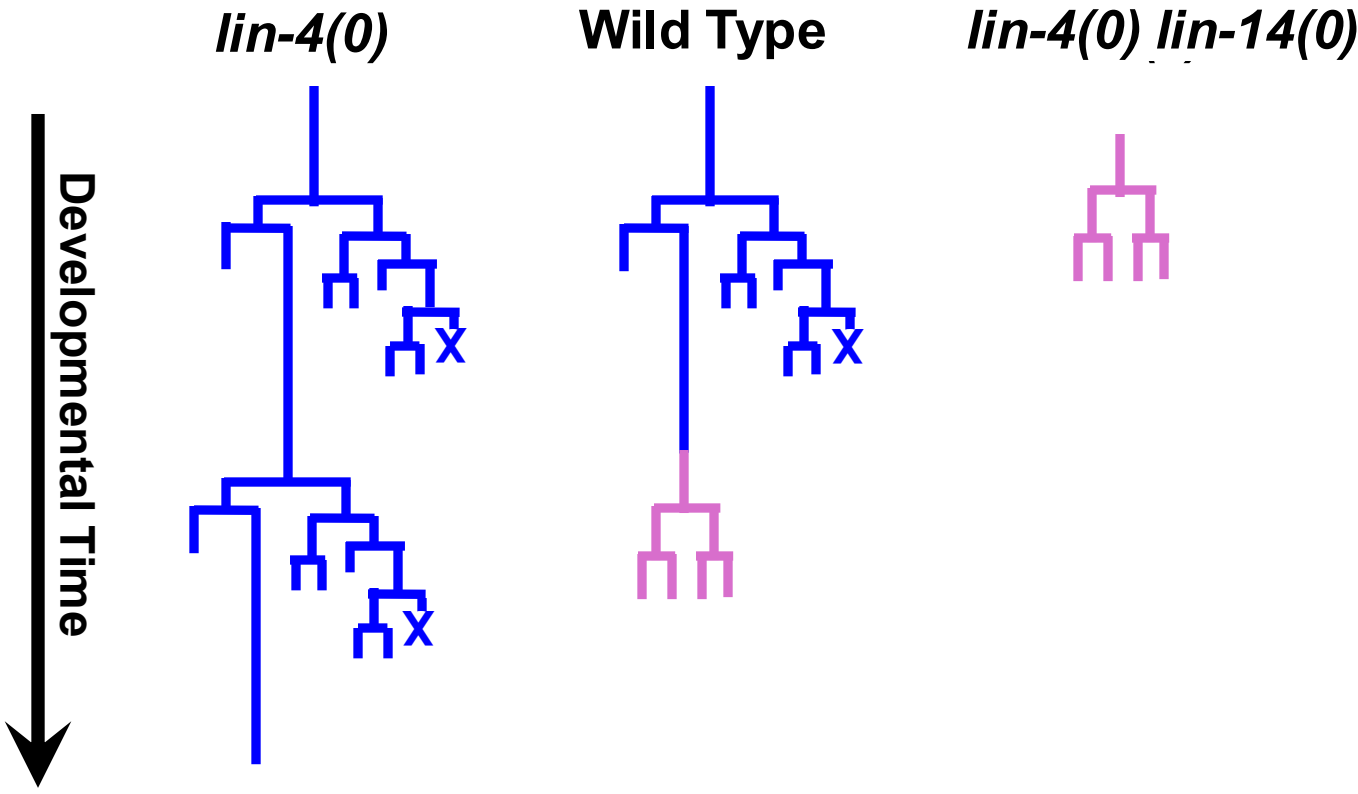 lin-4(0)
Wild Type
lin-4(0) lin-14(0)
Developmental Time
X
X
X